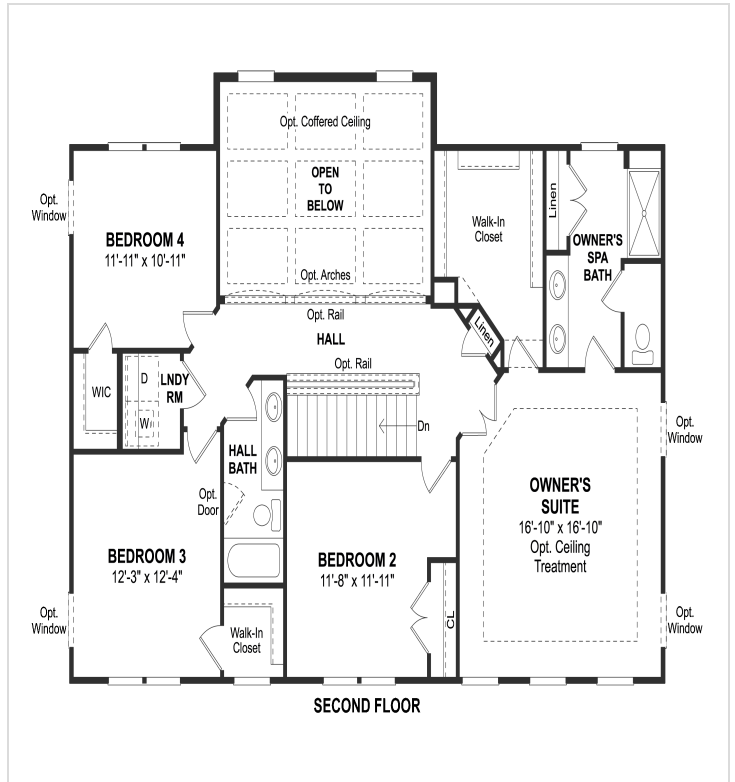 Opt. Coffered Ceiling
OPEN
TO
BELOW
Opt. Arches
Opt. Rail
HALL
Opt. Rail
Opt.
Window
BEDROOM 4
11'-11" x 10'-11"
Walk-In
Closet
Linen
OWNER'S
SPA
BATH
Linen
WIC
D
W
LNDY
RM
Dn
HALL
BATH
Opt.
Door
Opt.
Window
OWNER'S
SUITE
16'-10" x 16'-10"
Opt. Ceiling
Treatment
BEDROOM 3
12'-3" x 12'-4"
BEDROOM 2
11'-8" x 11'-11"
Opt.
Window
Walk-In
Closet
CL
Opt.
Window
SECOND FLOOR